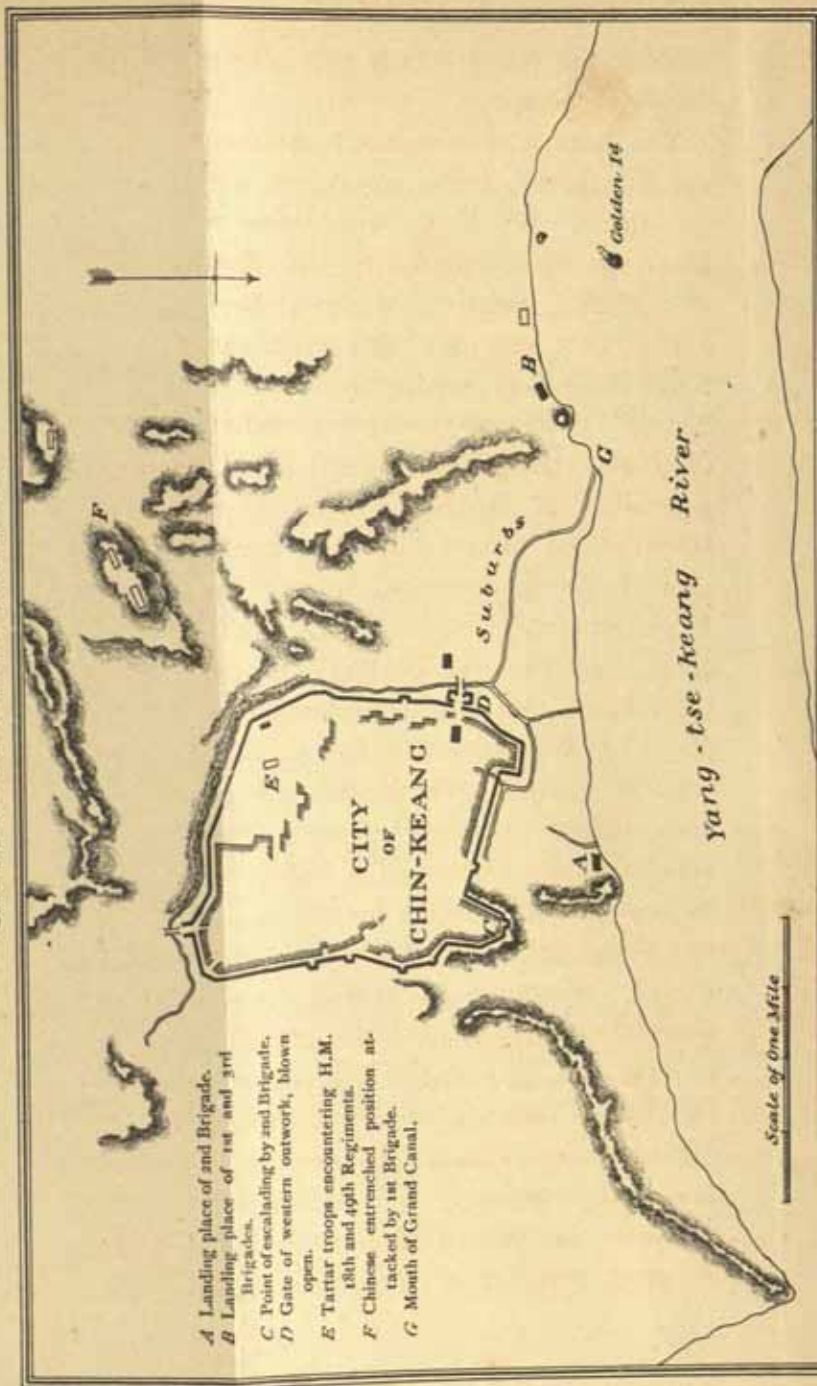 A Landing place of 2nd Brigade.
B Landing place of 1st and 3rd
Brigades.
C Point of escalading by 2nd Brigade.
D Gate of western outwork, blown
open.
E Tartar troops encountering H.M.
18th and 49th Regiments.
F Chinese entrenched position at-
tacked by 1st Brigade.
G Mouth of Grand Canal.
F
E
CITY
OF
CHIN-KEANG
C
D
Suburbs
A
B
G
Golden Id
Yang-tse-keang River
Scale of One Mile